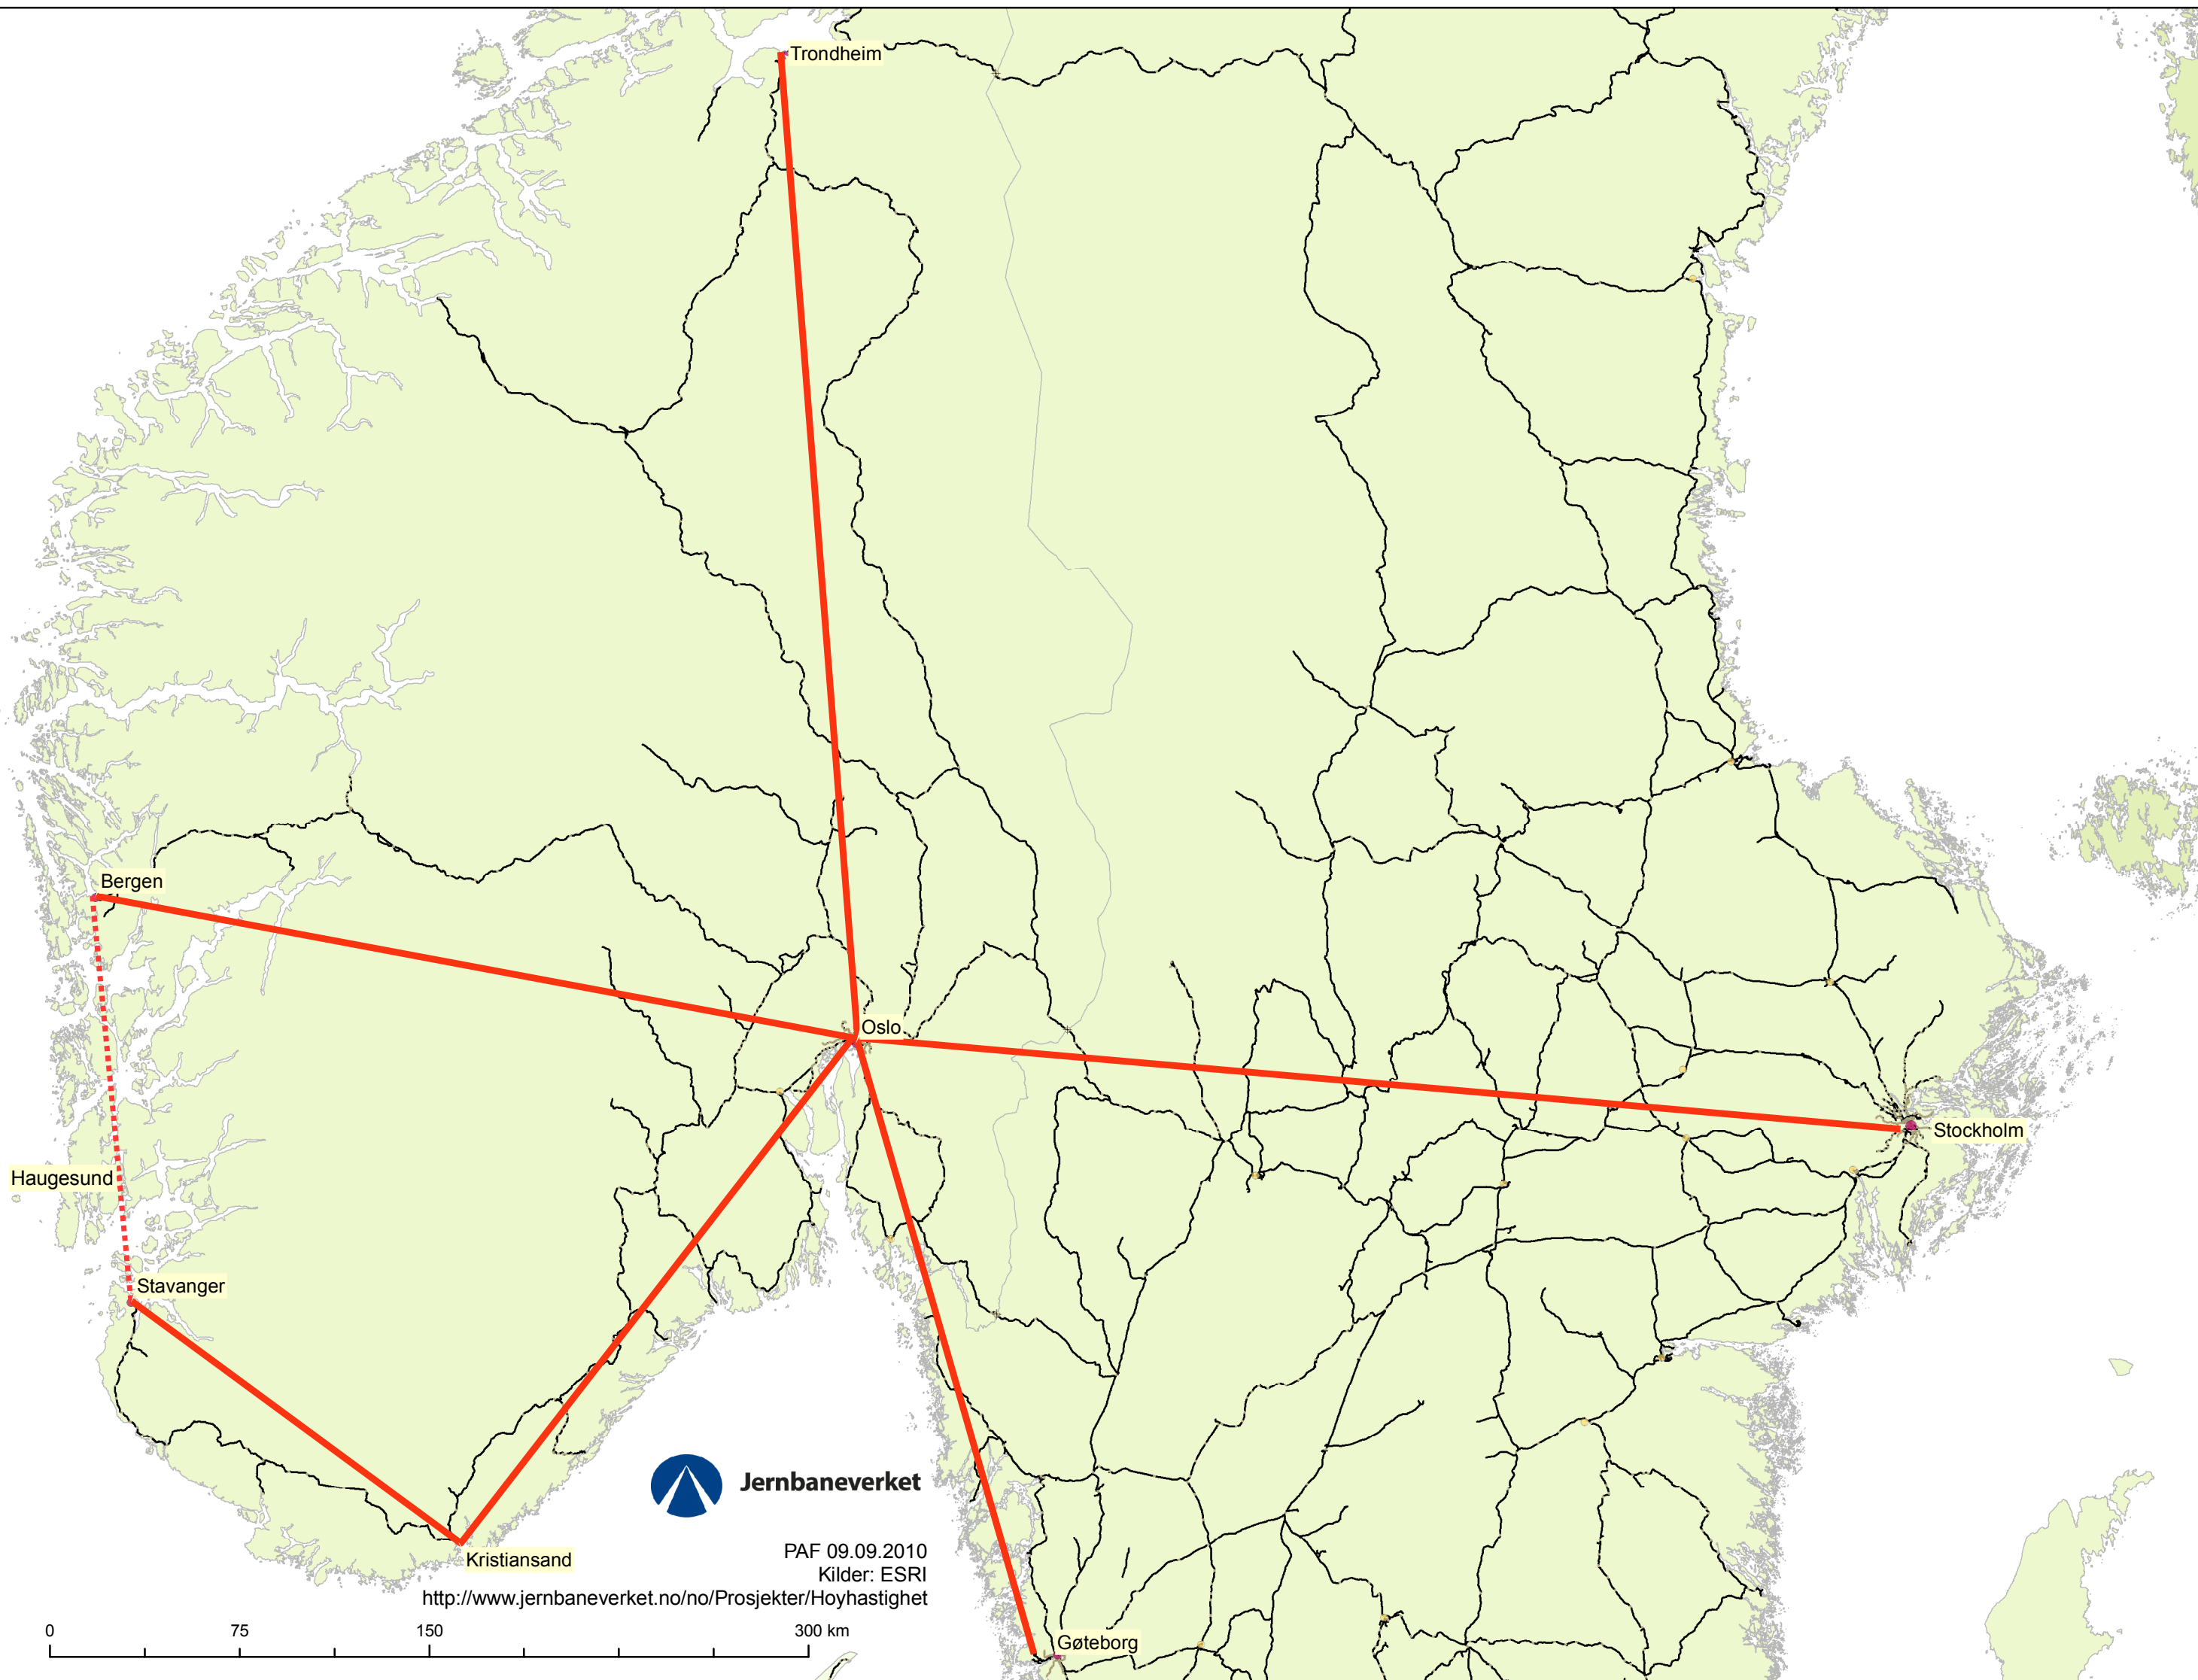 Trondheim
Bergen
Oslo
Stockholm
Haugesund
Stavanger
Jernbaneverket
Kristiansand
PAF 09.09.2010
Kilder: ESRI
http://www.jernbaneverket.no/no/Prosjekter/Hoyhastighet
0 75 150 300 km
Gøteborg